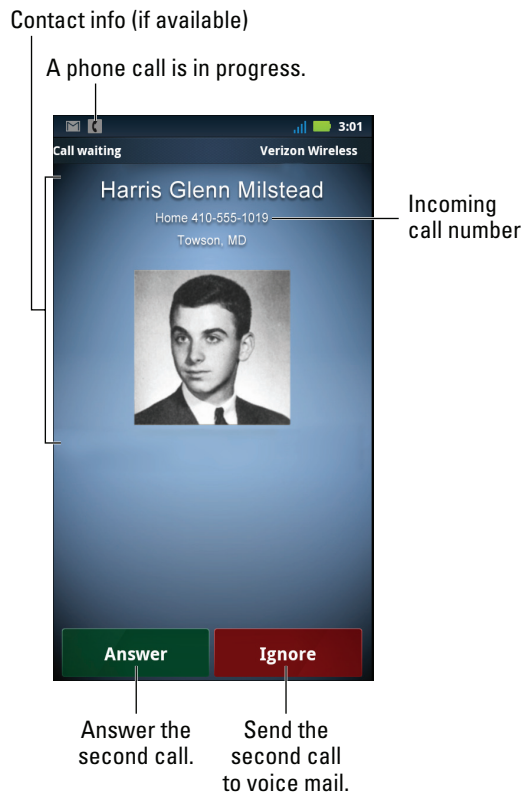 Contact info (if available)
A phone call is in progress.
3:01
Call waiting
Verizon Wireless
Harris Glenn Milstead
Home 410-555-1019
Towson, MD
Incoming
call number
Answer
Ignore
Answer the
second call.
Send the
second call
to voice mail.